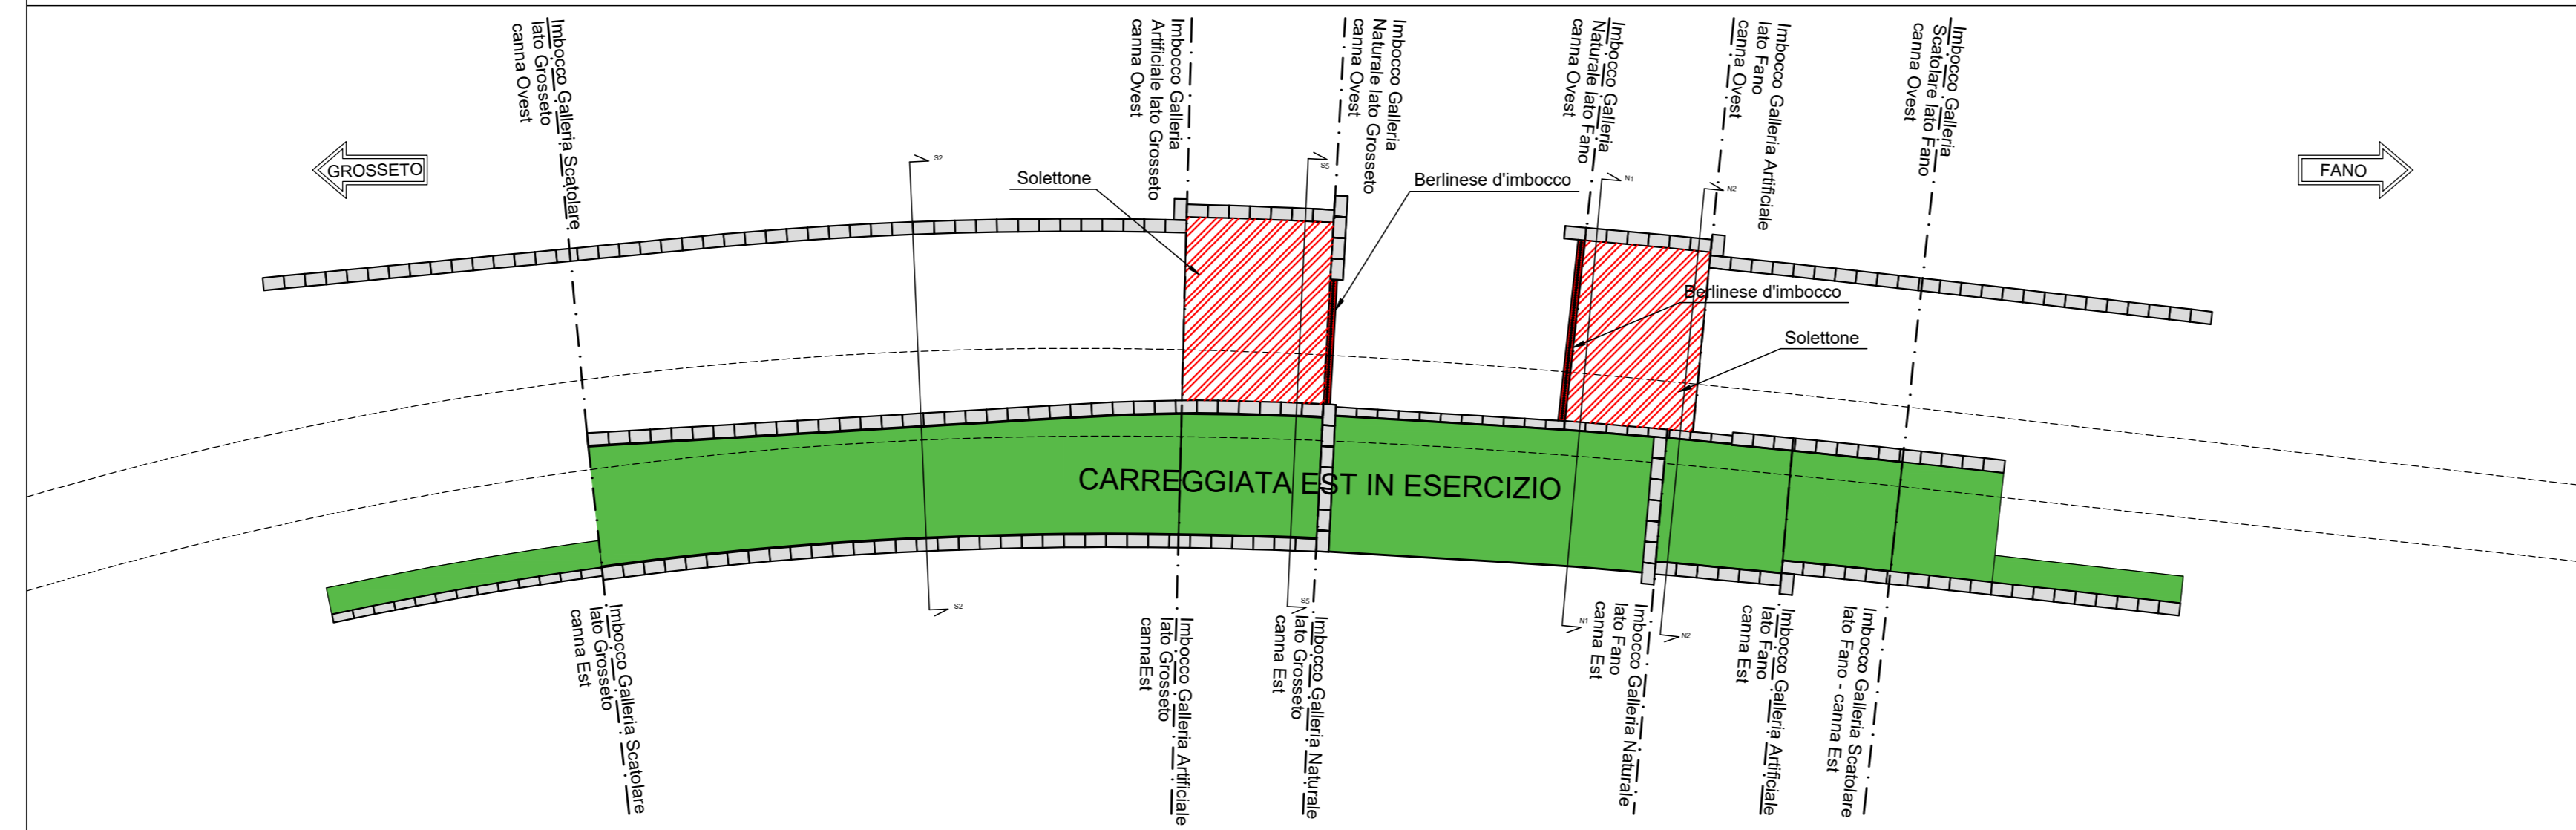 Imbocco Galleria Scatolare
lato Grosseto
canna Ovest
Imbocco Galleria
Artificiale lato Grosseto
canna Ovest
Imbocco Galleria
Naturale lato Grosseto
canna Ovest
Imbocco Galleria
Naturale lato Fano
canna Ovest
Imbocco Galleria Artificiale
lato Fano
canna Ovest
Imbocco Galleria
Scatolare lato Fano
canna Ovest
GROSSETO
FANO
S2
S5
N1
N2
Solettone
Berlinese d'imbocco
Berlinese d'imbocco
Solettone
CARREGGIATA EST IN ESERCIZIO
S2
S5
N1
N2
Imbocco Galleria Scatolare
lato Grosseto
canna Est
Imbocco Galleria Artificiale
lato Grosseto
cannaEst
Imbocco Galleria Naturale
lato Grosseto
canna Est
Imbocco Galleria Naturale
lato Fano
canna Est
Imbocco Galleria Artificiale
lato Fano
canna Est
Imbocco Galleria Scatolare
lato Fano - canna Est